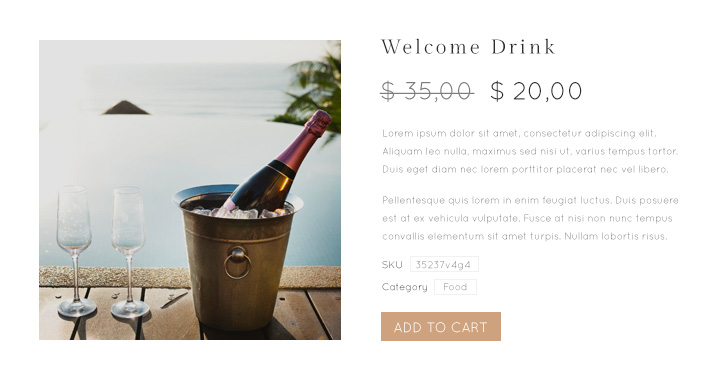 Welcome Drink
$ 35,00 $ 20,00
Lorem ipsum dolor sit amet, consectetur adipiscing elit.
Aliquam leo nulla, maximus sed nisi ut, varius tempus tortor.
Duis eget diam nec lorem porttitor placerat nec vel libero.
Pellentesque quis lorem in enim feugiat luctus. Duis posuere
est at ex vehicula vulputate. Fusce at nisi non nunc tempus
convallis elementum sit amet turpis. Nullam lobortis risus.
SKU 35237v4g4
Category Food
ADD TO CART